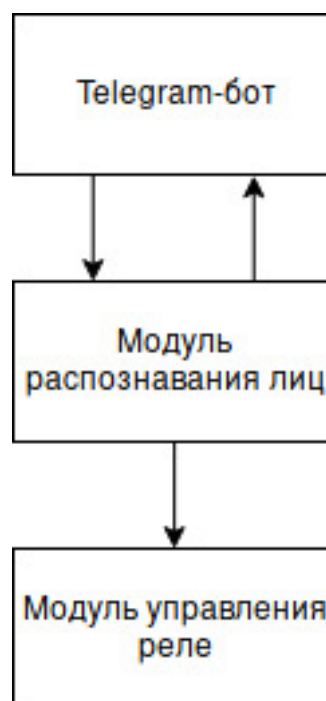 Telegram-бот
Модуль
распознавания лиц
Модуль управления
реле